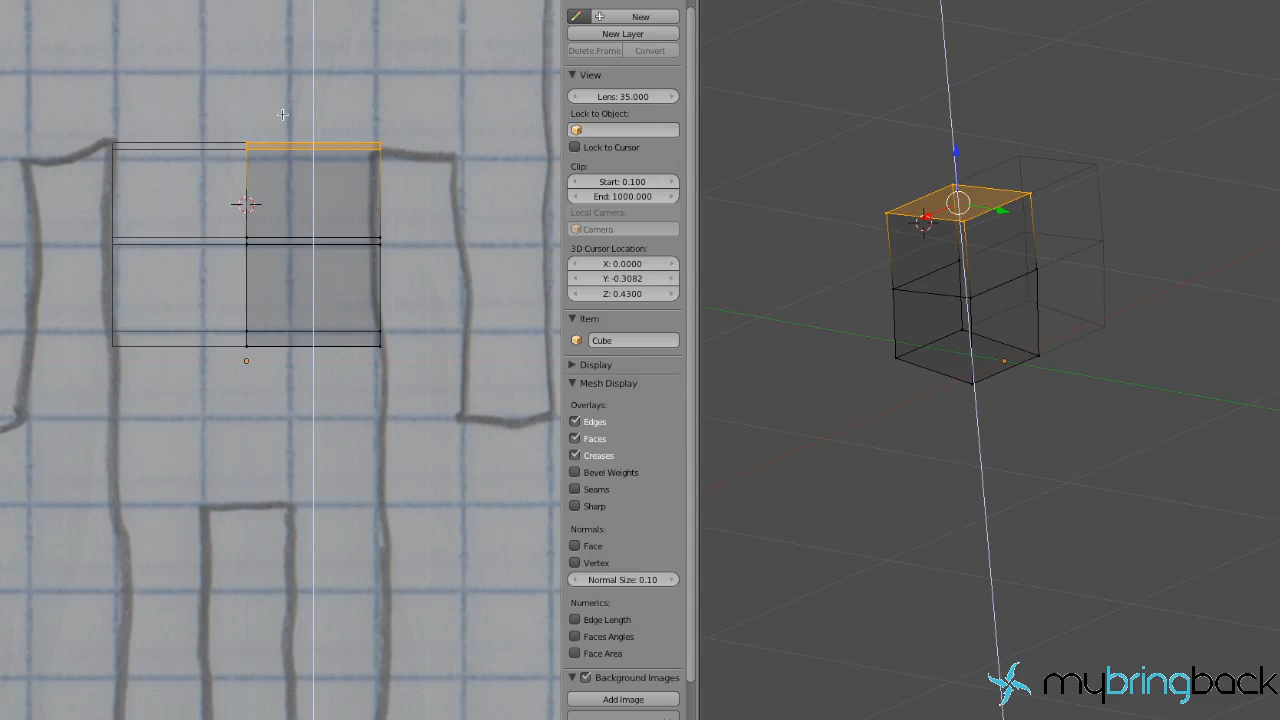 New
New Layer
Delete Frame Convert
View
Lens: 35.000
Lock to Object:
Lock to Cursor
Clip:
Start: 0.100
End: 1000.000
Local Camera:
Camera
3D Cursor Location:
X: 0.0000
Y: -0.3082
Z: 0.4300
Item
Cube
Display
Mesh Display
Overlays:
Edges
Faces
Creases
Bevel Weights
Seams
Sharp
Normals:
Face
Vertex
Normal Size: 0.10
Numerics:
Edge Length
Faces Angles
Face Area
Background Images
Add Image
mybringback